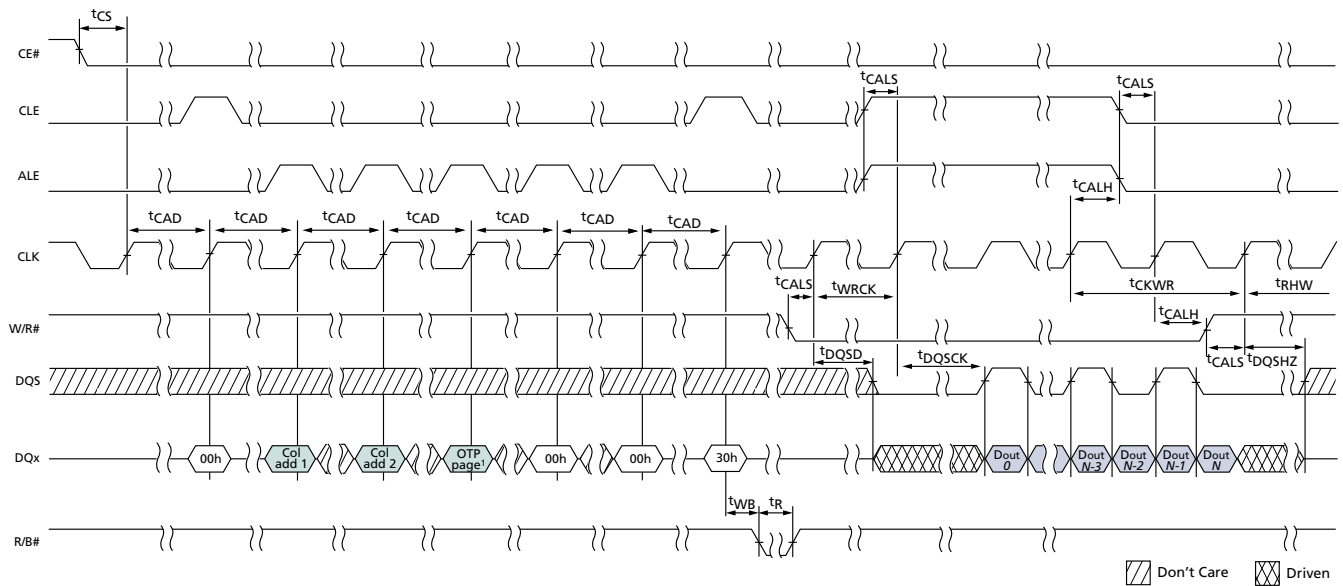 tCS
CE#
tCALS
tCALS
CLE
ALE
tCALH
tCAD
tCAD
tCAD
tCAD
tCAD
tCAD
tCAD
CLK
tCALS
tWRCK
tCKWR
tRHW
tCALH
W/R#
tDQSD
tDQSCK
tCALS
tDQSHZ
DQS
DQx
00h
Col add 1
Col add 2
OTP page¹
00h
00h
30h
Dout 0
Dout N-3
Dout N-2
Dout N-1
Dout N
tWB
tR
R/B#
Don't Care
Driven